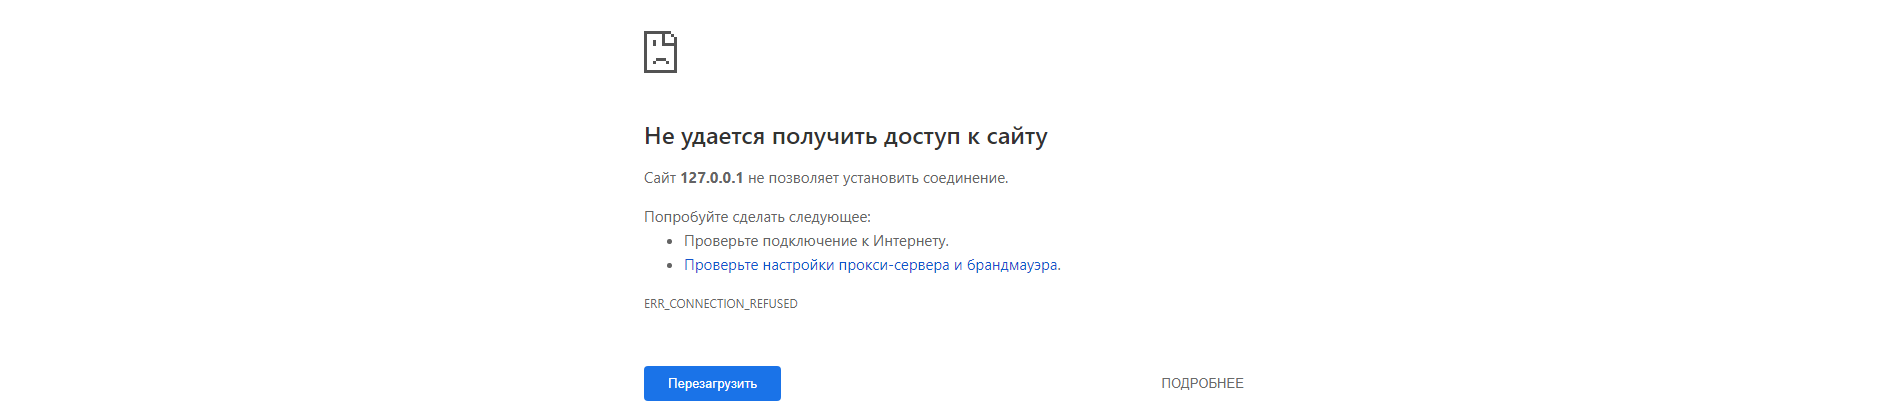 Не удается получить доступ к сайту
Сайт 127.0.0.1 не позволяет установить соединение.
Попробуйте сделать следующее:
• Проверьте подключение к Интернету.
• Проверьте настройки прокси-сервера и брандмауэра.
ERR_CONNECTION_REFUSED
Перезагрузить
ПОДРОБНЕЕ